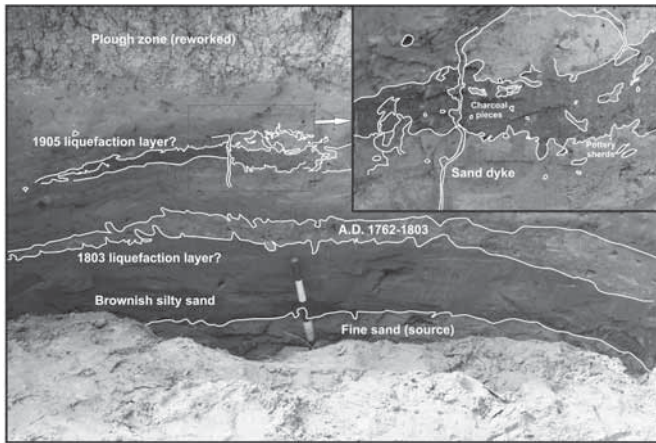 Plough zone (reworked)
1905 liquefaction layer?
Charcoal
pieces
Pottery
sherds
Sand dyke
A.D. 1762-1803
1803 liquefaction layer?
Brownish silty sand
Fine sand (source)